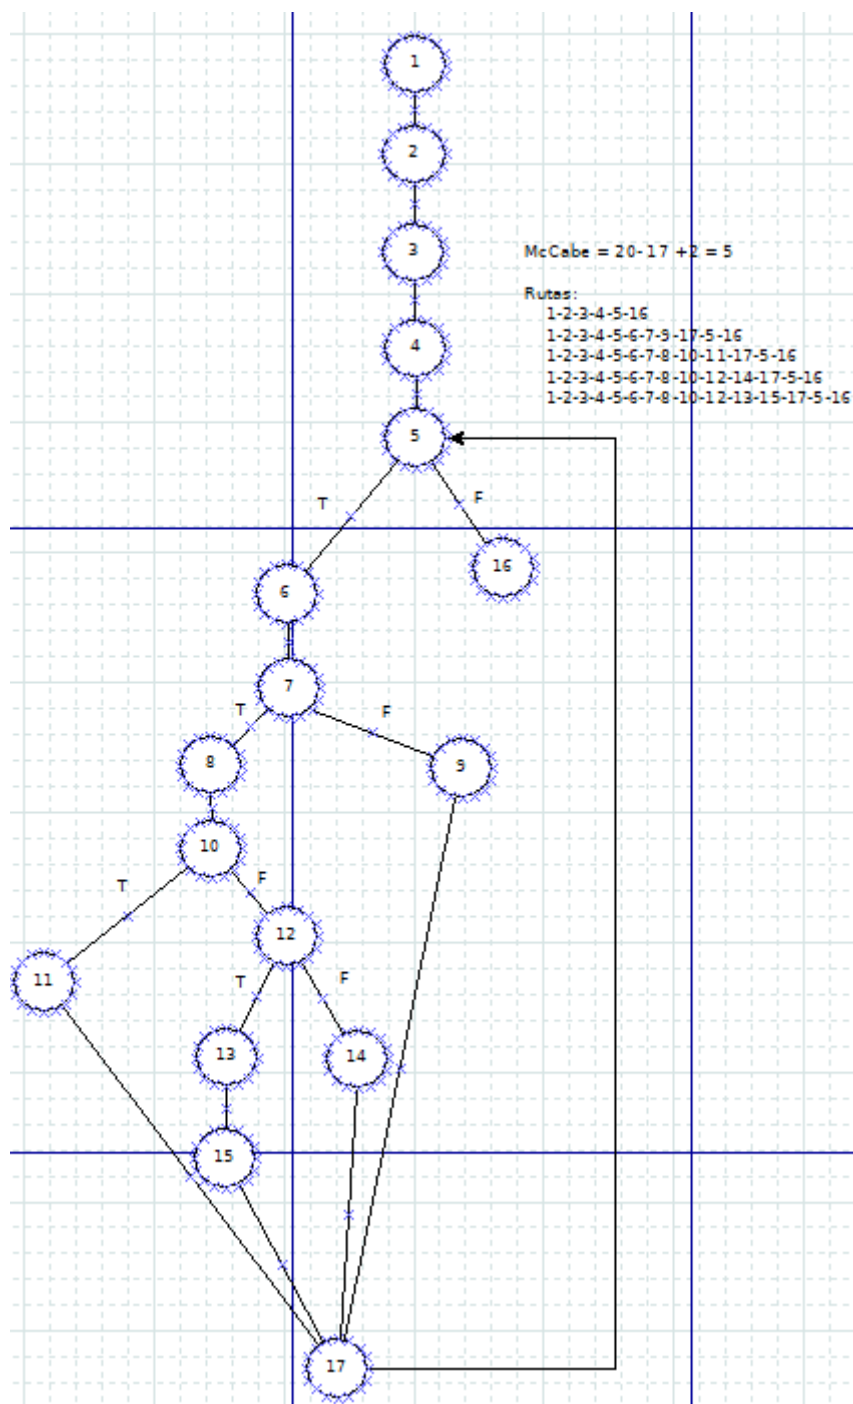 1
2
3
McCabe = 20-17 +2 = 5
Rutas:
1-2-3-4-5-16
1-2-3-4-5-6-7-9-17-5-16
4
1-2-3-4-5-6-7-8-10-11-17-5-16
1-2-3-4-5-6-7-8-10-12-14-17-5-16
1-2-3-4-5-6-7-8-10-12-13-15-17-5-16
5
T
F
16
6
7
T
F
8
9
10
T
F
12
11
T
F
13
14
15
17